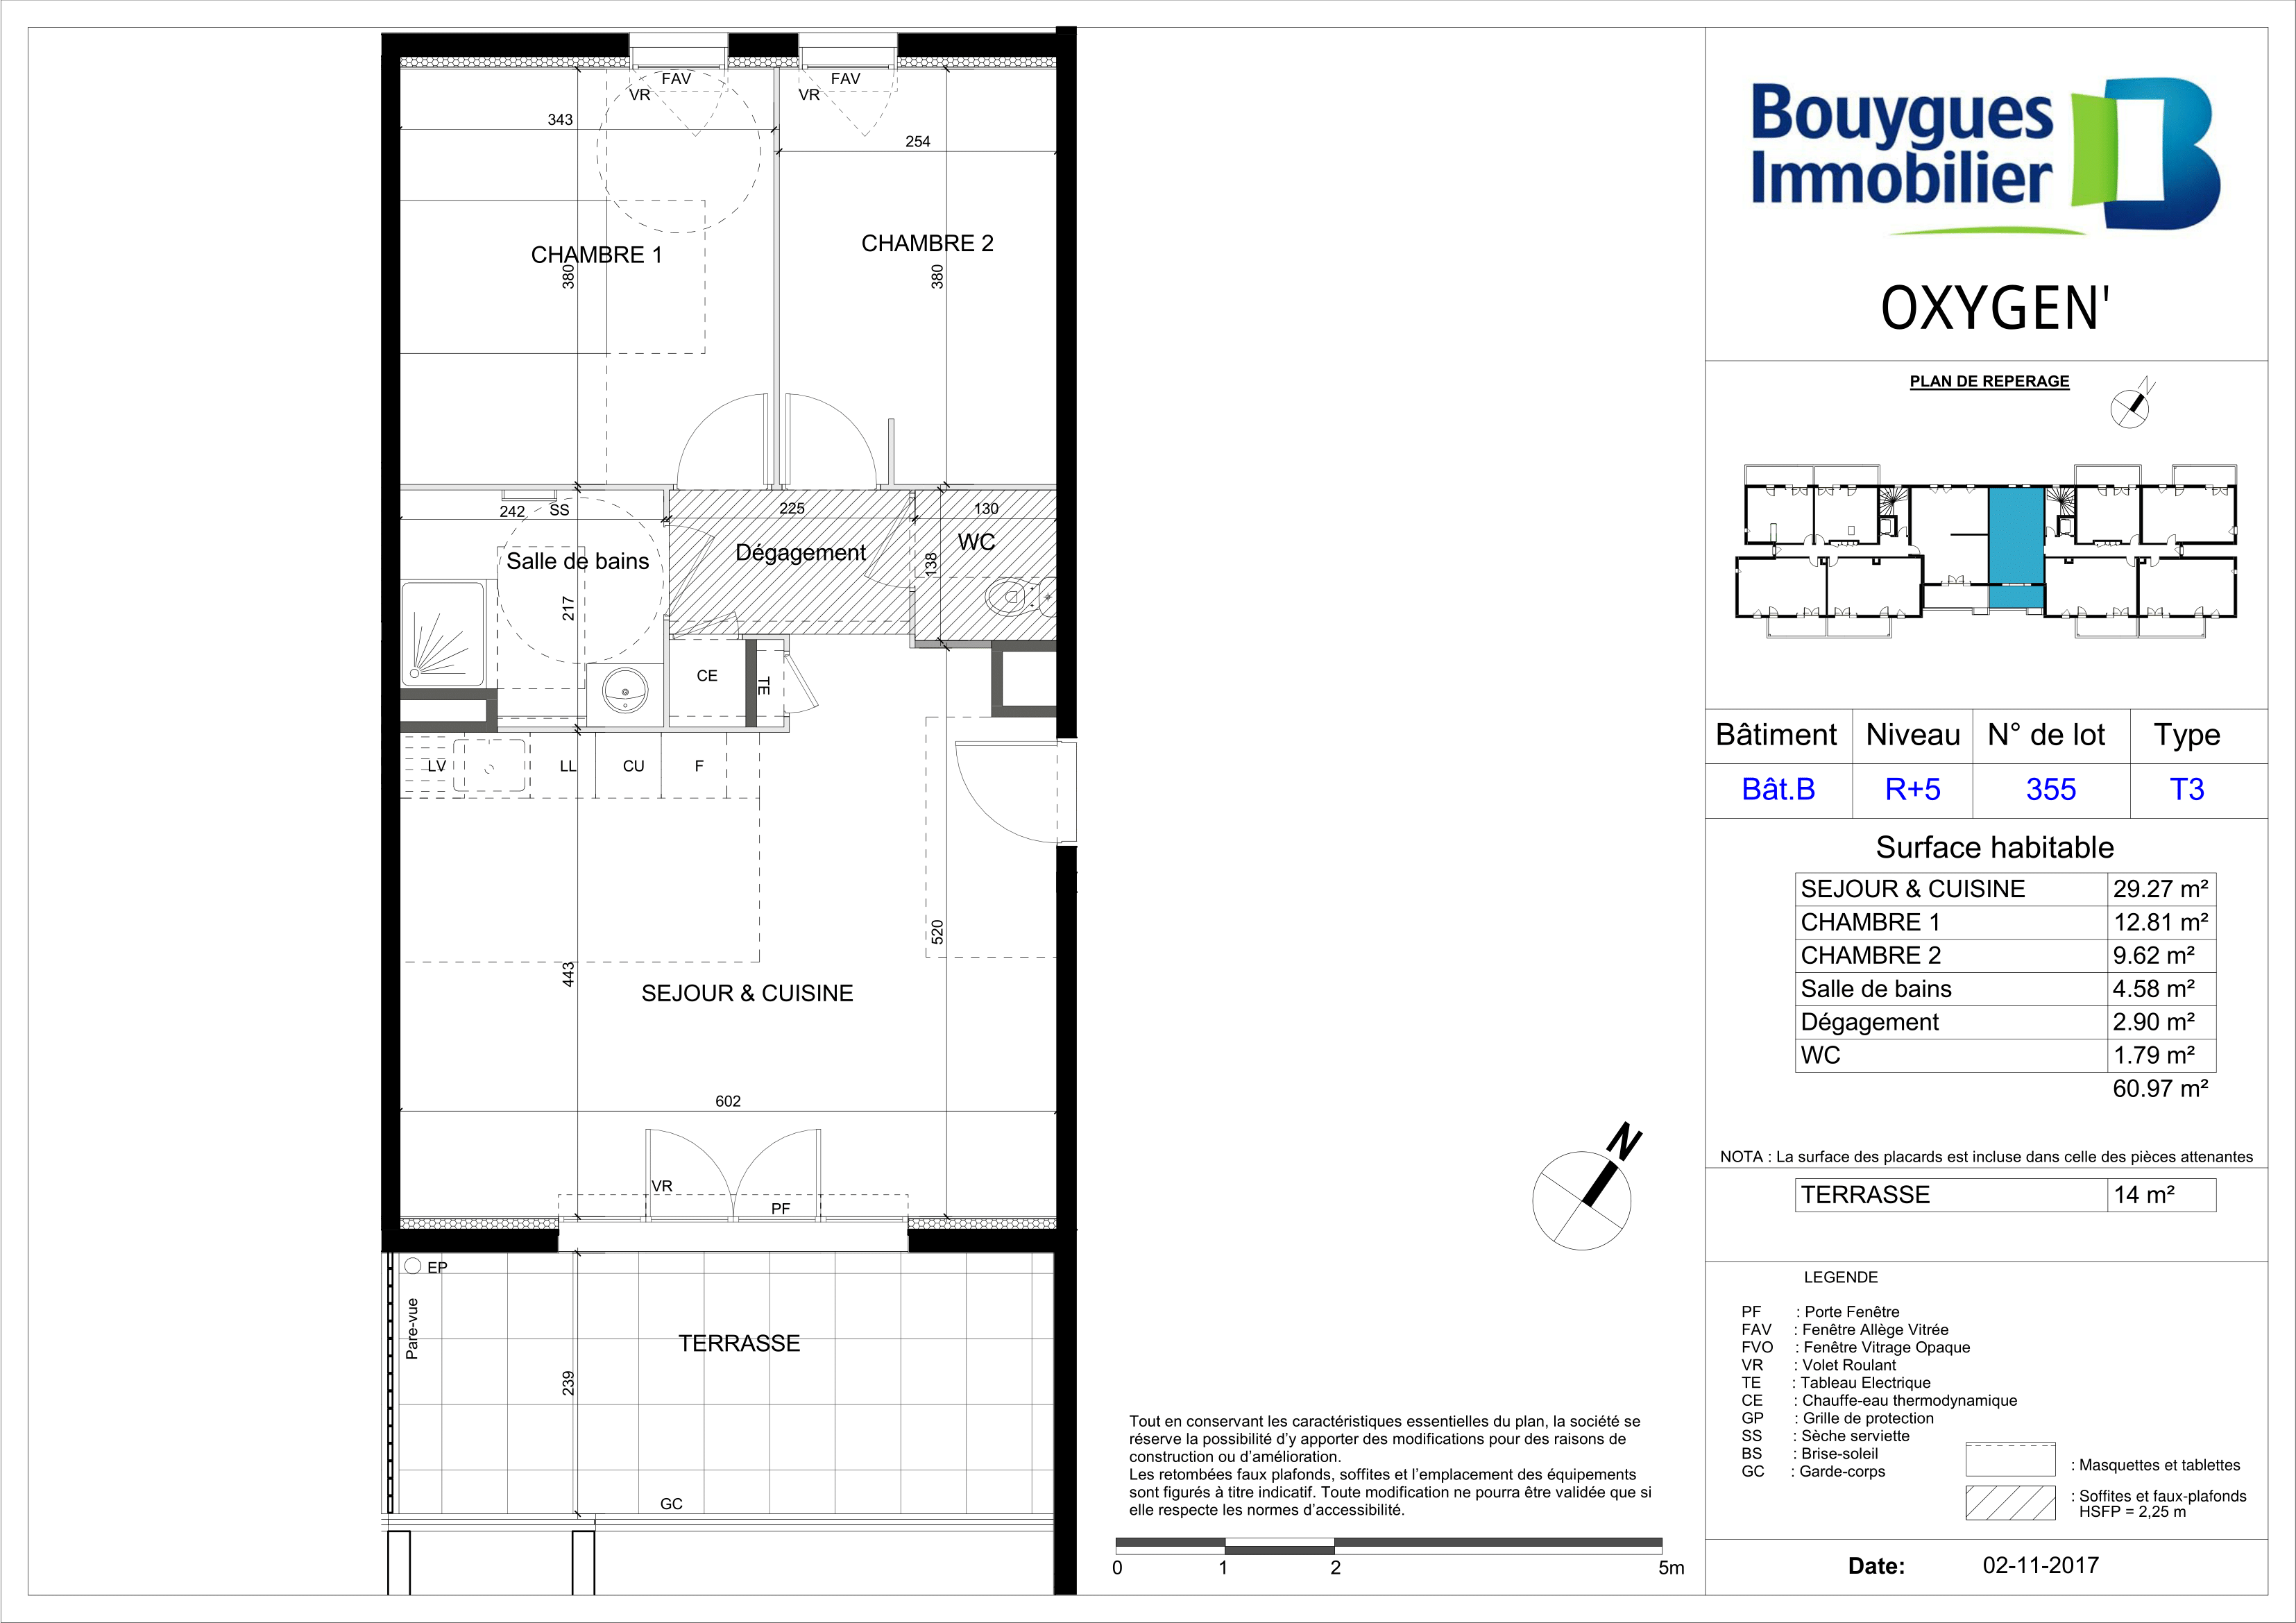 FAV
FAV
VR
VR
343
254
CHAMBRE 1
CHAMBRE 2
380
380
242
SS
225
130
Salle de bains
Dégagement
WC
138
217
CE
TE
LV
LL
CU
F
520
443
SEJOUR & CUISINE
602
VR
PF
EP
Pare-vue
TERRASSE
239
GC
N
Tout en conservant les caractéristiques essentielles du plan, la société se
réserve la possibilité d'y apporter des modifications pour des raisons de
construction ou d'amélioration.
Les retombées faux plafonds, soffites et l'emplacement des équipements
sont figurés à titre indicatif. Toute modification ne pourra être validée que si
elle respecte les normes d'accessibilité.
0 1 2 5m
Bouygues
Immobilier
OXYGEN'
PLAN DE REPERAGE
N
Bâtiment Niveau N° de lot Type
Bât.B R+5 355 T3
Surface habitable
SEJOUR & CUISINE 29.27 m²
CHAMBRE 1 12.81 m²
CHAMBRE 2 9.62 m²
Salle de bains 4.58 m²
Dégagement 2.90 m²
WC 1.79 m²
60.97 m²
NOTA : La surface des placards est incluse dans celle des pièces attenantes
TERRASSE 14 m²
LEGENDE
PF : Porte Fenêtre
FAV : Fenêtre Allège Vitrée
FVO : Fenêtre Vitrage Opaque
VR : Volet Roulant
TE : Tableau Electrique
CE : Chauffe-eau thermodynamique
GP : Grille de protection
SS : Sèche serviette
BS : Brise-soleil
GC : Garde-corps
: Masquettes et tablettes
: Soffites et faux-plafonds
HSFP = 2,25 m
Date: 02-11-2017